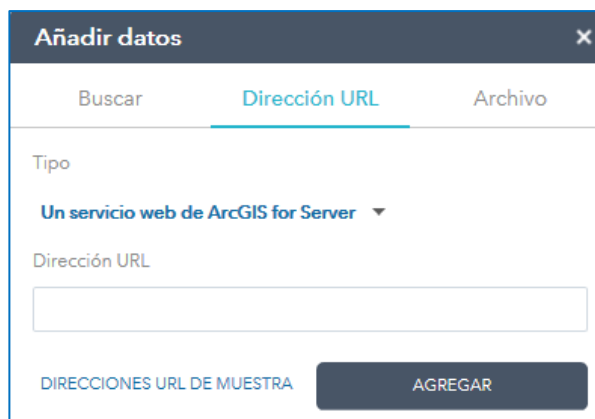 Añadir datos ×
Buscar Dirección URL Archivo
Tipo
Un servicio web de ArcGIS for Server
Dirección URL
DIRECCIONES URL DE MUESTRA AGREGAR